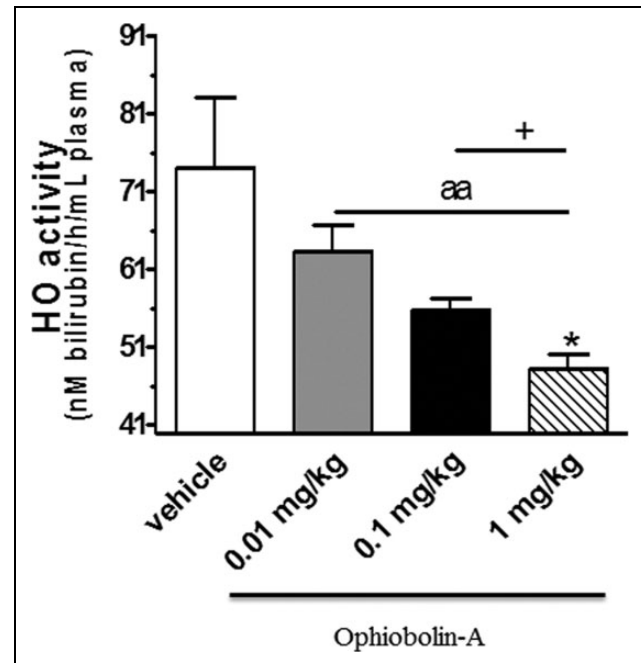 HO activity
(nM bilirubin/h/mL plasma)
91
81
71
61
51
41
+
aa
*
vehicle
0.01 mg/kg
0.1 mg/kg
1 mg/kg
Ophiobolin-A